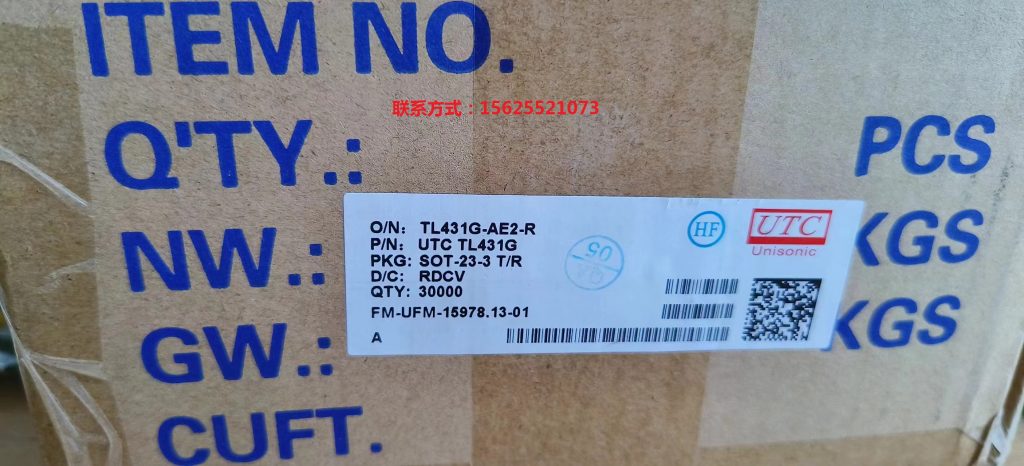 ITEM NO.
联系方式：15625521073
Q'TY.: PCS
NW.: KGS
GW.: KGS
CUFT.
O/N: TL431G-AE2-R
P/N: UTC TL431G
PKG: SOT-23-3 T/R
D/C: RDCV
QTY: 30000
FM-UFM-15978.13-01
A
05
HF
UTC
Unisonic